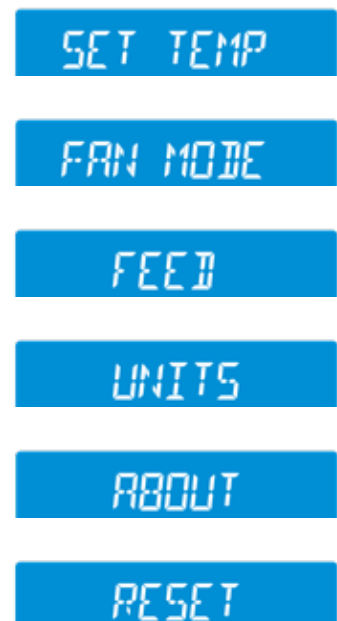 SET TEMP
FAN MODE
FEED
UNITS
ABOUT
RESET